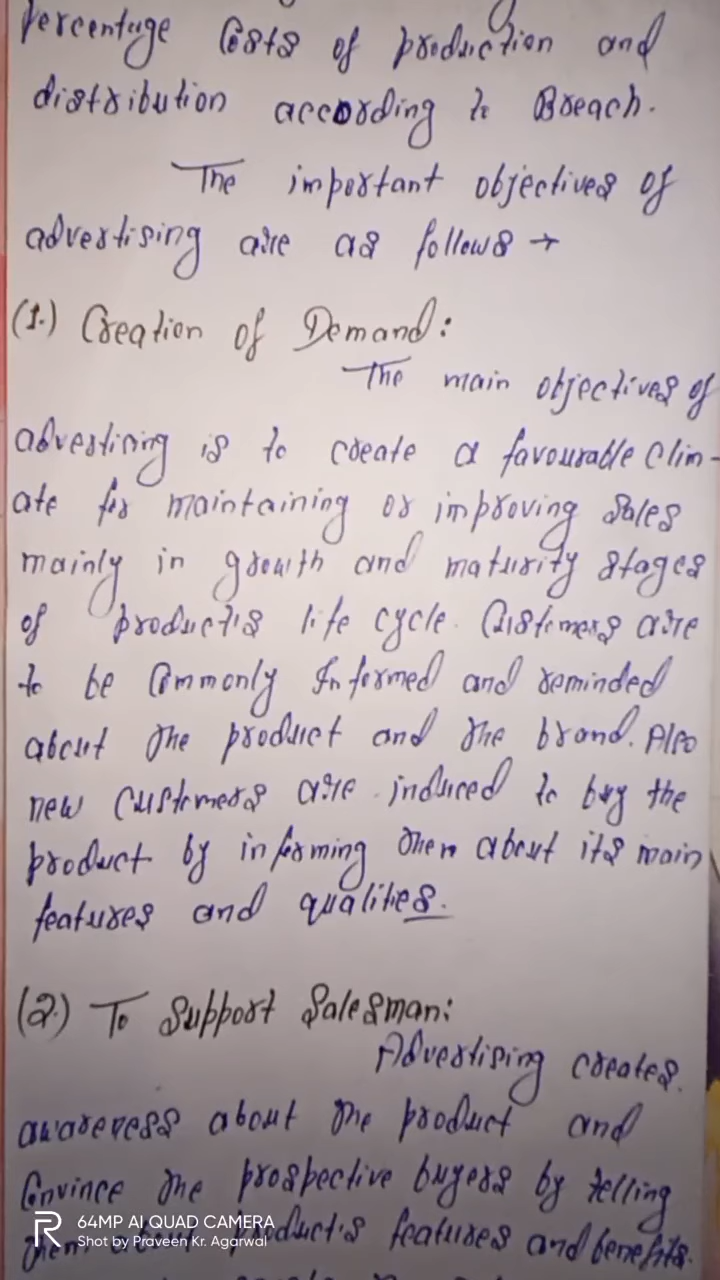 percentage Costs of production and
distribution according to Breach.
The important objectives of
advertising are as follows →
(1.) Creation of Demand:
The main objectives of
advertising is to create a favourable Clim-
ate for maintaining or improving Sales
mainly in growth and maturity stages
of product's life cycle. Customers are
to be Commonly Informed and reminded
about the product and the brand. Also
new Customers are induced to buy the
product by informing them about its main
features and qualities.
(2.) To Support Salesman:
Advertising creates
awareness about the product and
Convince the prospective buyers by telling
them about product's features and benefits.
64MP AI QUAD CAMERA
Shot by Praveen Kr. Agarwal